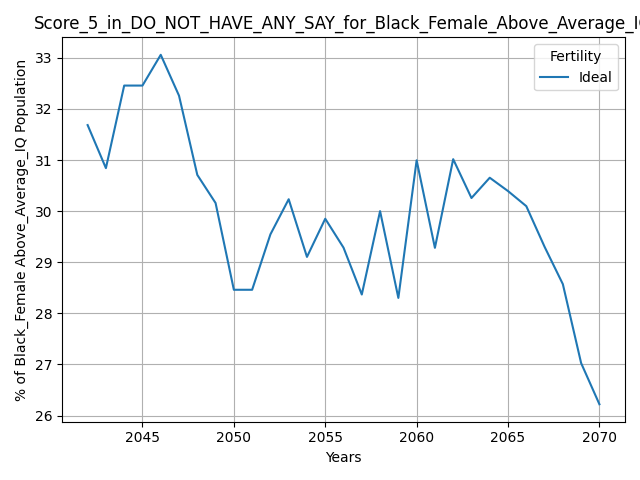 Score_5_in_DO_NOT_HAVE_ANY_SAY_for_Black_Female_Above_Average_I
Fertility
Ideal
33
32
31
30
29
28
27
26
% of Black_Female Above_Average_IQ Population
2045 2050 2055 2060 2065 2070
Years